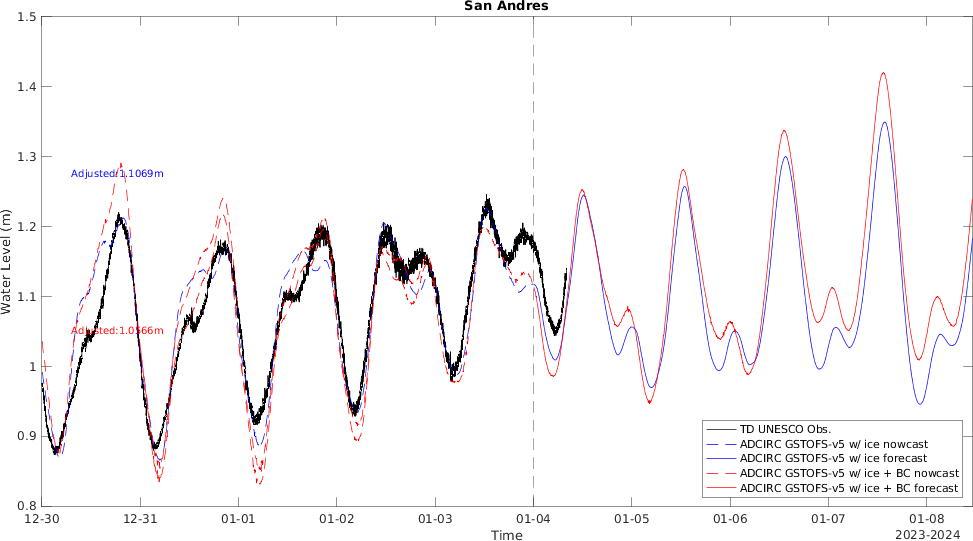 San Andres
1.5
1.4
1.3
1.2
1.1
1
0.9
0.8
Water Level (m)
Adjusted:1.1069m
Adjusted:1.0566m
TD UNESCO Obs.
ADCIRC GSTOFS-v5 w/ ice nowcast
ADCIRC GSTOFS-v5 w/ ice forecast
ADCIRC GSTOFS-v5 w/ ice + BC nowcast
ADCIRC GSTOFS-v5 w/ ice + BC forecast
12-30 12-31 01-01 01-02 01-03 01-04 01-05 01-06 01-07 01-08
Time
2023-2024